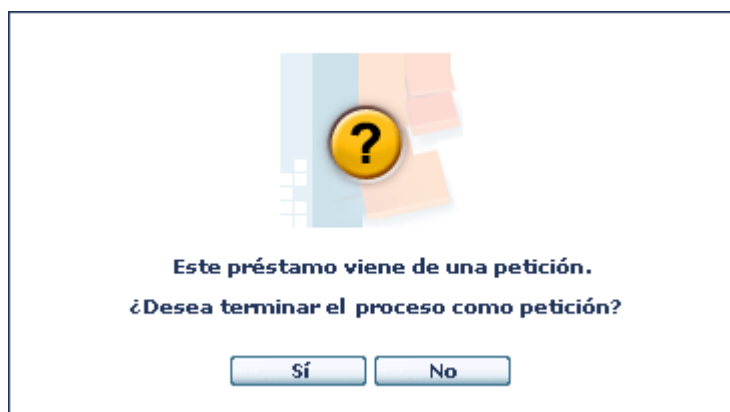 ?
Este préstamo viene de una petición.
¿Desea terminar el proceso como petición?
Sí No